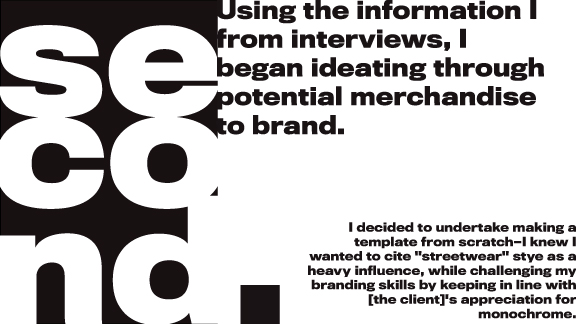 se
co
nd.
Using the information I
from interviews, I
began ideating through
potential merchandise
to brand.
I decided to undertake making a
template from scratch–I knew I
wanted to cite "streetwear" stye as a
heavy influence, while challenging my
branding skills by keeping in line with
[the client]'s appreciation for
monochrome.